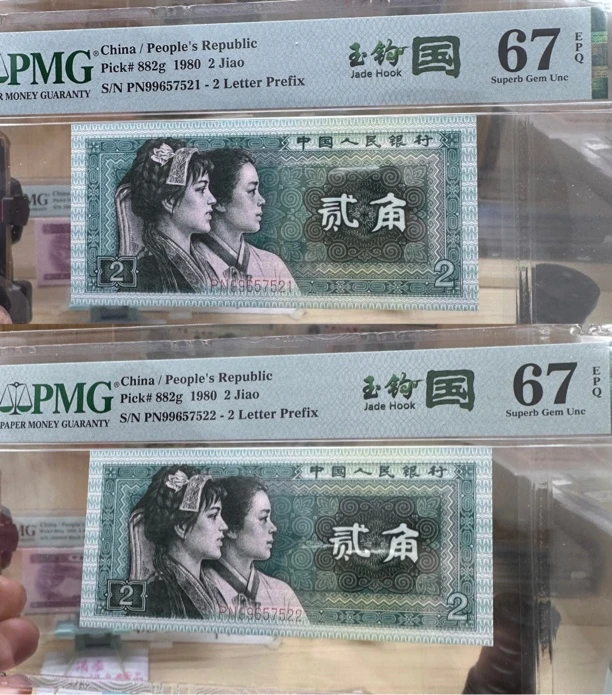 PMG
PAPER MONEY GUARANTY
China / People's Republic
Pick# 882g 1980 2 Jiao
S/N PN99657521 - 2 Letter Prefix
玉钩国
Jade Hook
67
EPQ
Superb Gem Unc
中国人民银行
贰角
2
2
PN99657521
PMG
PAPER MONEY GUARANTY
China / People's Republic
Pick# 882g 1980 2 Jiao
S/N PN99657522 - 2 Letter Prefix
玉钩国
Jade Hook
67
EPQ
Superb Gem Unc
中国人民银行
贰角
2
2
PN99657522